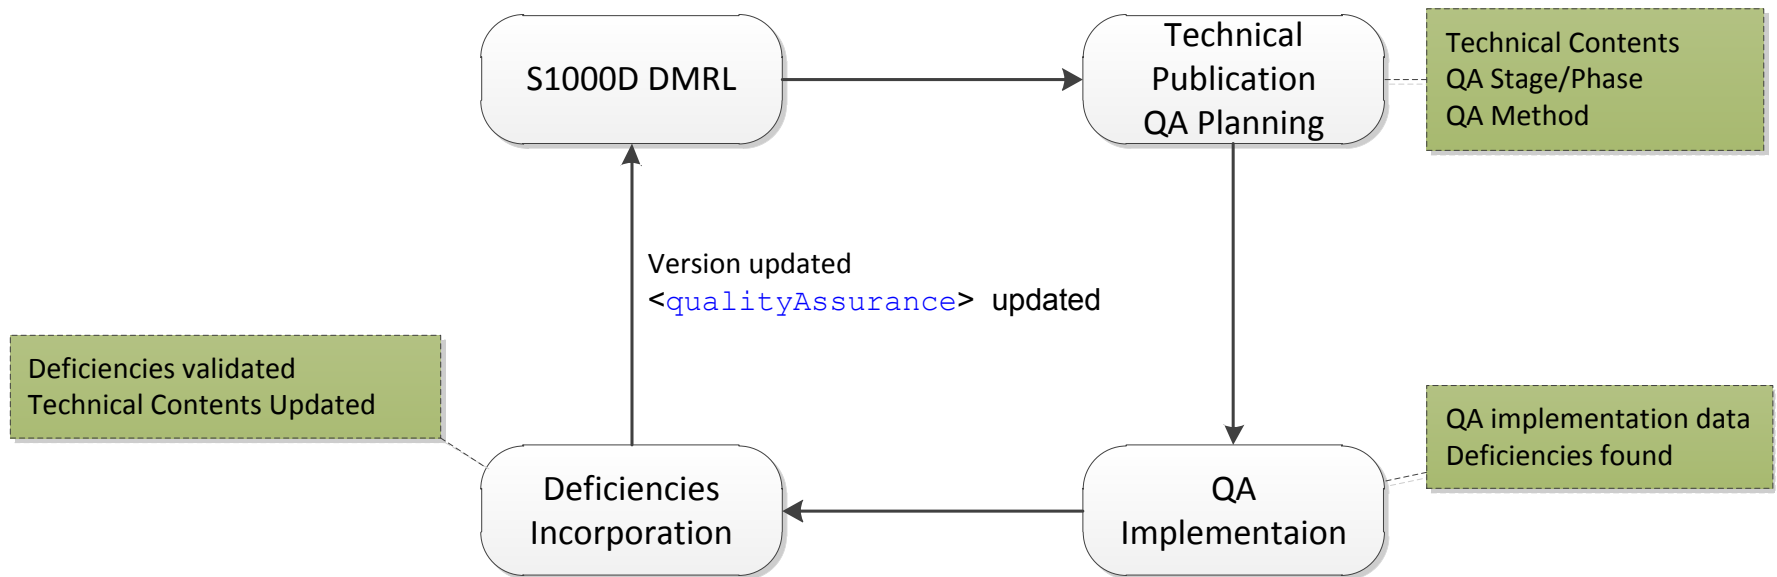 S1000D DMRL
Technical
Publication
QA Planning
Technical Contents
QA Stage/Phase
QA Method
Version updated
<qualityAssurance> updated
Deficiencies validated
Technical Contents Updated
QA implementation data
Deficiencies found
Deficiencies
Incorporation
QA
Implementaion